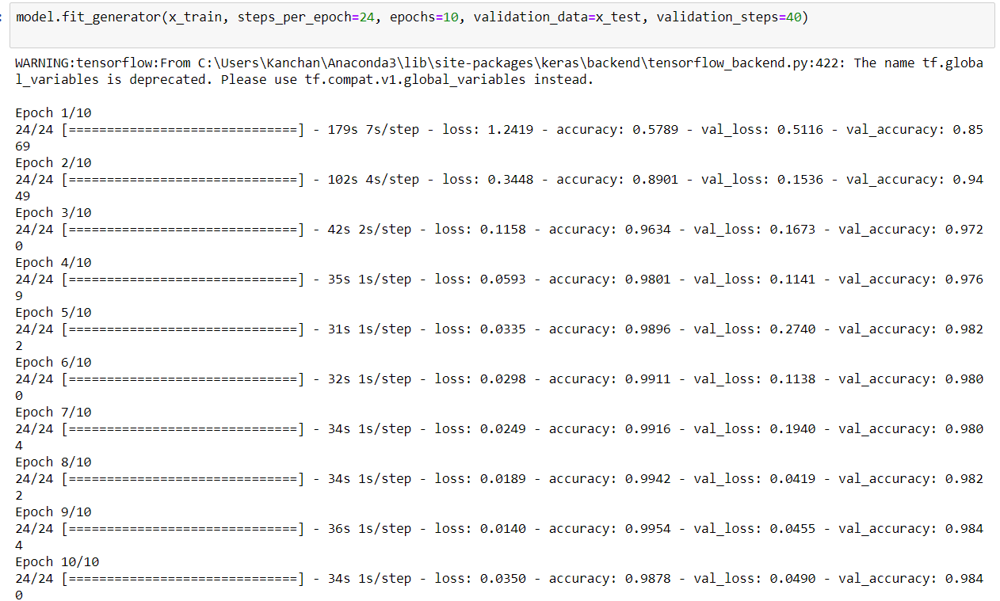 :
model.fit_generator(x_train, steps_per_epoch=24, epochs=10, validation_data=x_test, validation_steps=40)
WARNING:tensorflow:From C:\Users\Kanchan\Anaconda3\lib\site-packages\keras\backend\tensorflow_backend.py:422: The name tf.globa
l_variables is deprecated. Please use tf.compat.v1.global_variables instead.
Epoch 1/10
24/24 [==============================] - 179s 7s/step - loss: 1.2419 - accuracy: 0.5789 - val_loss: 0.5116 - val_accuracy: 0.85
69
Epoch 2/10
24/24 [==============================] - 102s 4s/step - loss: 0.3448 - accuracy: 0.8901 - val_loss: 0.1536 - val_accuracy: 0.94
49
Epoch 3/10
24/24 [==============================] - 42s 2s/step - loss: 0.1158 - accuracy: 0.9634 - val_loss: 0.1673 - val_accuracy: 0.972
0
Epoch 4/10
24/24 [==============================] - 35s 1s/step - loss: 0.0593 - accuracy: 0.9801 - val_loss: 0.1141 - val_accuracy: 0.976
9
Epoch 5/10
24/24 [==============================] - 31s 1s/step - loss: 0.0335 - accuracy: 0.9896 - val_loss: 0.2740 - val_accuracy: 0.982
2
Epoch 6/10
24/24 [==============================] - 32s 1s/step - loss: 0.0298 - accuracy: 0.9911 - val_loss: 0.1138 - val_accuracy: 0.980
0
Epoch 7/10
24/24 [==============================] - 34s 1s/step - loss: 0.0249 - accuracy: 0.9916 - val_loss: 0.1940 - val_accuracy: 0.980
4
Epoch 8/10
24/24 [==============================] - 34s 1s/step - loss: 0.0189 - accuracy: 0.9942 - val_loss: 0.0419 - val_accuracy: 0.982
2
Epoch 9/10
24/24 [==============================] - 36s 1s/step - loss: 0.0140 - accuracy: 0.9954 - val_loss: 0.0455 - val_accuracy: 0.984
4
Epoch 10/10
24/24 [==============================] - 34s 1s/step - loss: 0.0350 - accuracy: 0.9878 - val_loss: 0.0490 - val_accuracy: 0.984
0